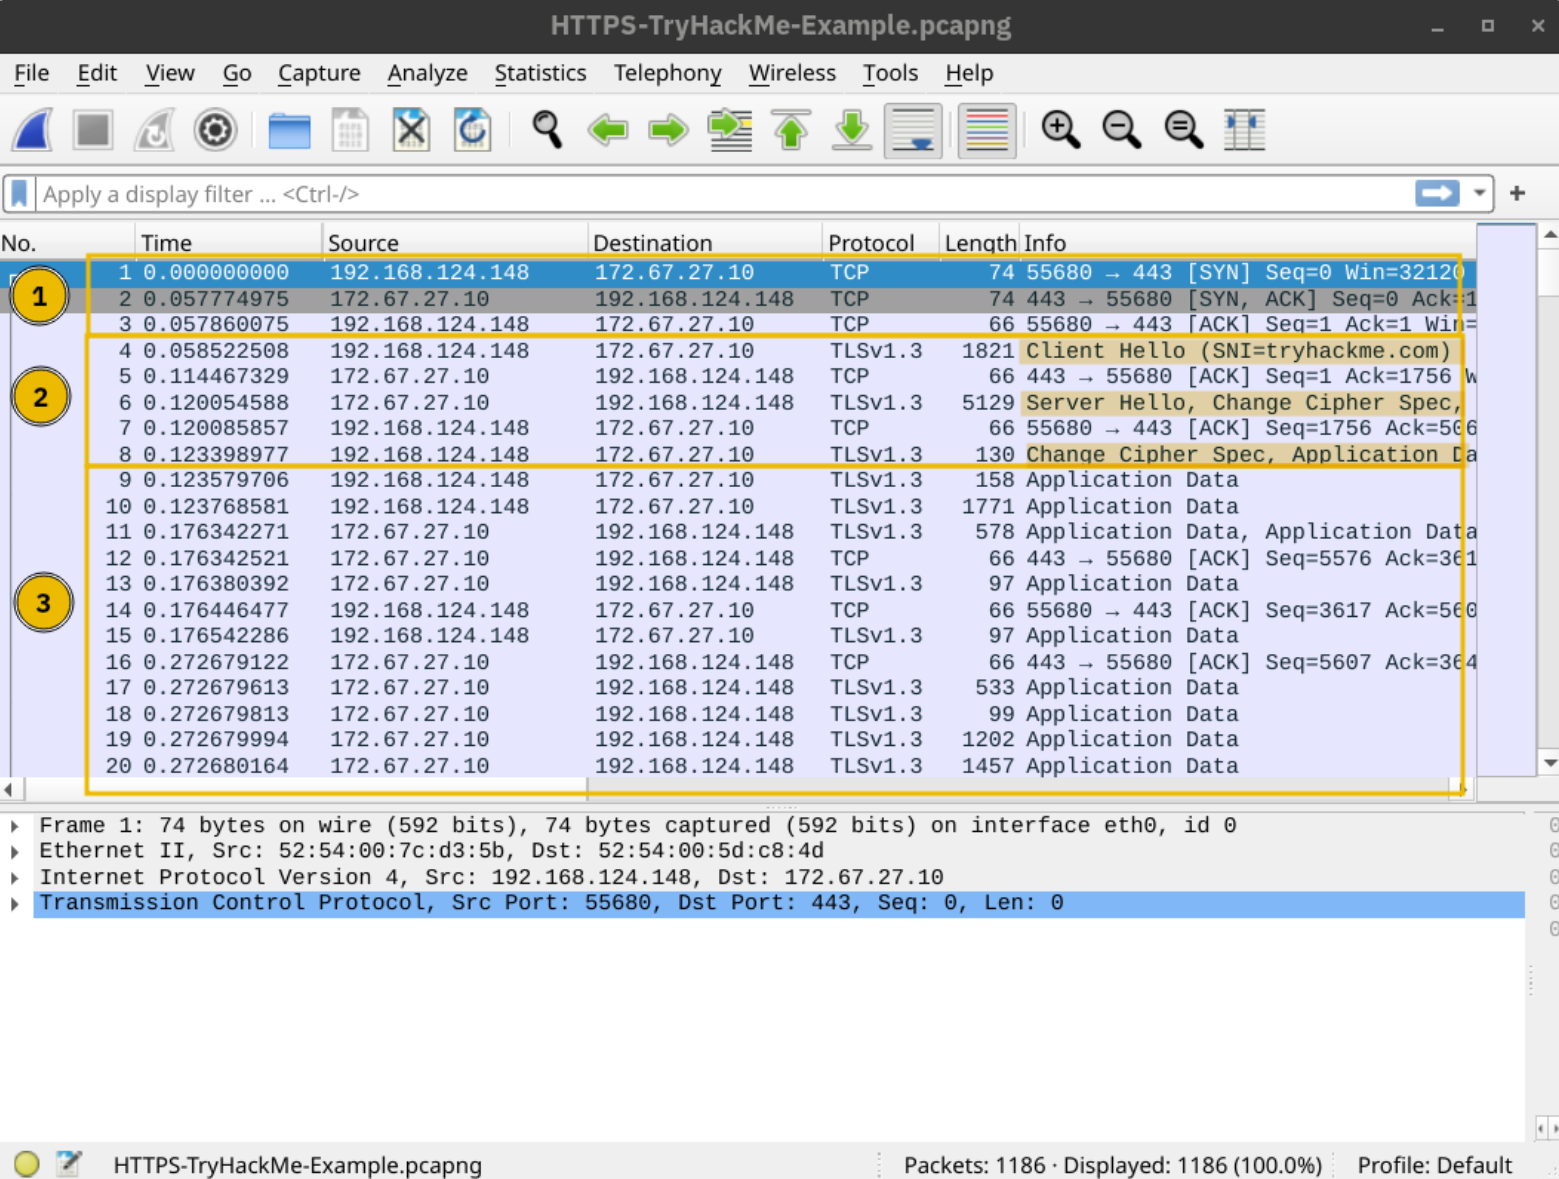 HTTPS-TryHackMe-Example.pcapng
File Edit View Go Capture Analyze Statistics Telephony Wireless Tools Help
Apply a display filter ... <Ctrl-/>
No. Time Source Destination Protocol Length Info
1 0.000000000 192.168.124.148 172.67.27.10 TCP 74 55680 → 443 [SYN] Seq=0 Win=32120
1
2 0.057774975 172.67.27.10 192.168.124.148 TCP 74 443 → 55680 [SYN, ACK] Seq=0 Ack=1
3 0.057860075 192.168.124.148 172.67.27.10 TCP 66 55680 → 443 [ACK] Seq=1 Ack=1 Win=
4 0.058522508 192.168.124.148 172.67.27.10 TLSv1.3 1821 Client Hello (SNI=tryhackme.com)
5 0.114467329 172.67.27.10 192.168.124.148 TCP 66 443 → 55680 [ACK] Seq=1 Ack=1756 W
2
6 0.120054588 172.67.27.10 192.168.124.148 TLSv1.3 5129 Server Hello, Change Cipher Spec,
7 0.120085857 192.168.124.148 172.67.27.10 TCP 66 55680 → 443 [ACK] Seq=1756 Ack=506
8 0.123398977 192.168.124.148 172.67.27.10 TLSv1.3 130 Change Cipher Spec, Application Da
9 0.123579706 192.168.124.148 172.67.27.10 TLSv1.3 158 Application Data
10 0.123768581 192.168.124.148 172.67.27.10 TLSv1.3 1771 Application Data
11 0.176342271 172.67.27.10 192.168.124.148 TLSv1.3 578 Application Data, Application Data
12 0.176342521 172.67.27.10 192.168.124.148 TCP 66 443 → 55680 [ACK] Seq=5576 Ack=361
13 0.176380392 172.67.27.10 192.168.124.148 TLSv1.3 97 Application Data
3
14 0.176446477 192.168.124.148 172.67.27.10 TCP 66 55680 → 443 [ACK] Seq=3617 Ack=560
15 0.176542286 192.168.124.148 172.67.27.10 TLSv1.3 97 Application Data
16 0.272679122 172.67.27.10 192.168.124.148 TCP 66 443 → 55680 [ACK] Seq=5607 Ack=364
17 0.272679613 172.67.27.10 192.168.124.148 TLSv1.3 533 Application Data
18 0.272679813 172.67.27.10 192.168.124.148 TLSv1.3 99 Application Data
19 0.272679994 172.67.27.10 192.168.124.148 TLSv1.3 1202 Application Data
20 0.272680164 172.67.27.10 192.168.124.148 TLSv1.3 1457 Application Data
Frame 1: 74 bytes on wire (592 bits), 74 bytes captured (592 bits) on interface eth0, id 0
Ethernet II, Src: 52:54:00:7c:d3:5b, Dst: 52:54:00:5d:c8:4d
Internet Protocol Version 4, Src: 192.168.124.148, Dst: 172.67.27.10
Transmission Control Protocol, Src Port: 55680, Dst Port: 443, Seq: 0, Len: 0
HTTPS-TryHackMe-Example.pcapng Packets: 1186 · Displayed: 1186 (100.0%) Profile: Default